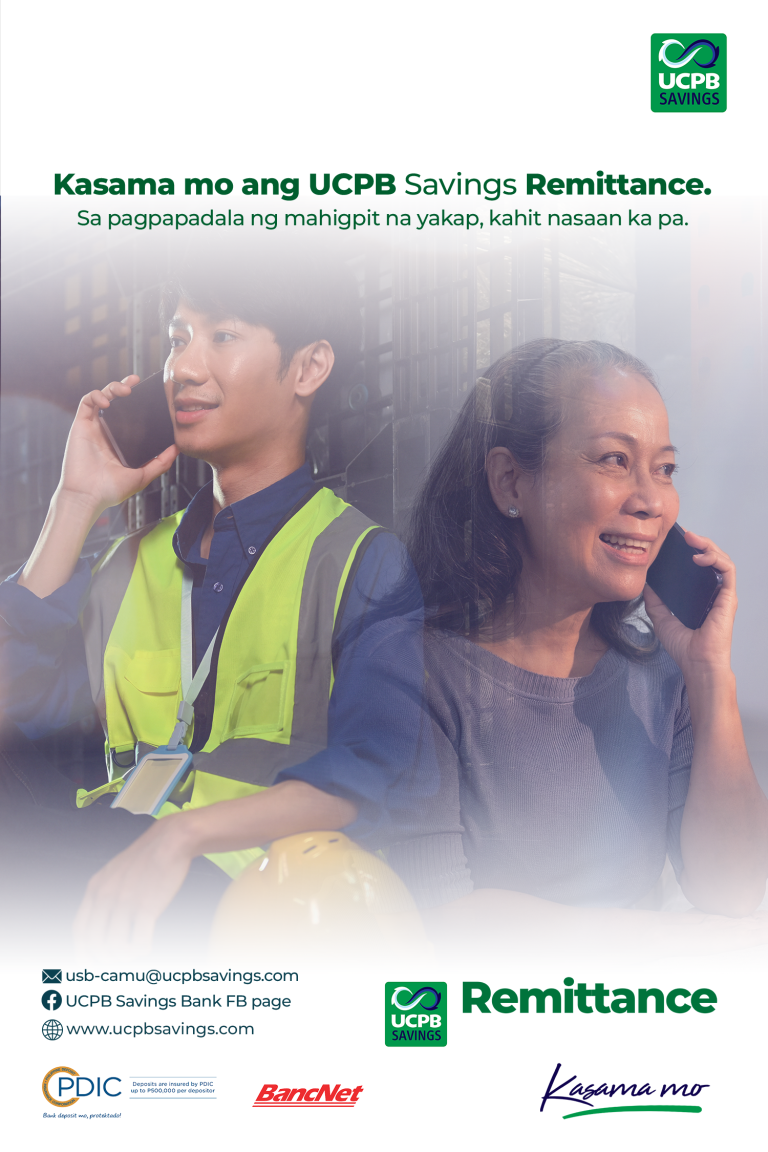 UCPB
SAVINGS
Kasama mo ang UCPB Savings Remittance.
Sa pagpapadala ng mahigpit na yakap, kahit nasaan ka pa.
usb-camu@ucpbsavings.com
UCPB Savings Bank FB page
www.ucpbsavings.com
UCPB
SAVINGS
Remittance
PDIC
Deposits are insured by PDIC
up to P500,000 per depositor
Bank deposit mo, protektado!
BancNet
Kasama mo